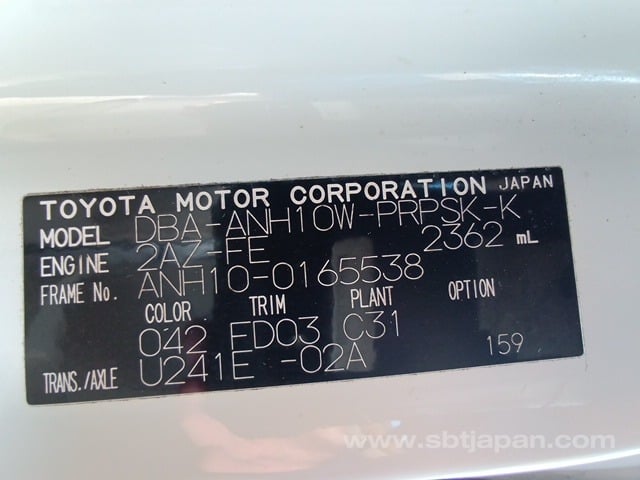 TOYOTA MOTOR CORPORATION JAPAN
MODEL DBA-ANH10W-PRPSK-K
ENGINE 2AZ-FE 2362 mL
FRAME No. ANH10-0165538
COLOR TRIM PLANT OPTION
042 FD03 C31
TRANS./AXLE U241E -02A 159
www.sbtjapan.com